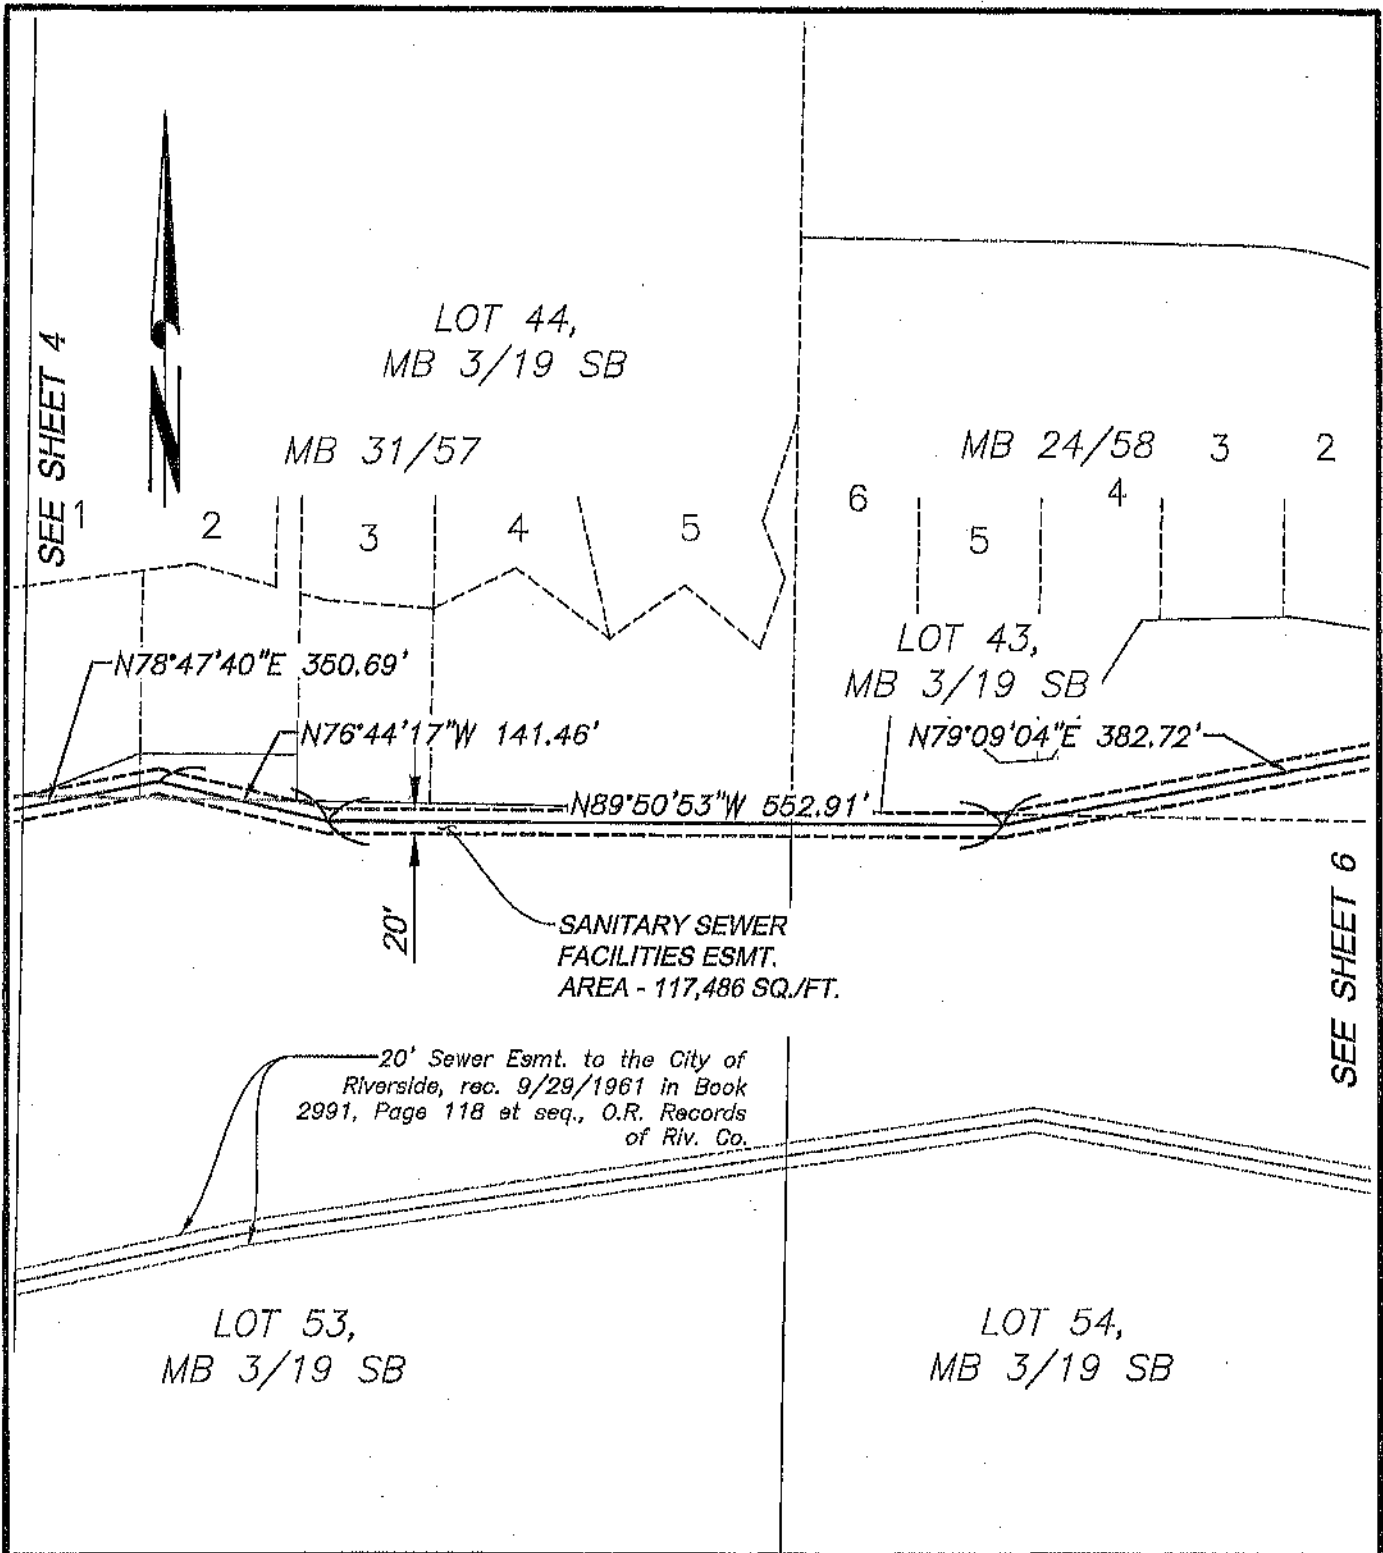 N
SEE SHEET 4
LOT 44,
MB 3/19 SB
MB 31/57
1
2
3
4
5
MB 24/58
6
5
4
3
2
LOT 43,
MB 3/19 SB
N78°47'40"E 350.69'
N76°44'17"W 141.46'
N79°09'04"E 382.72'
N89°50'53"W 552.91'
20'
SANITARY SEWER
FACILITIES ESMT.
AREA - 117,486 SQ./FT.
SEE SHEET 6
20' Sewer Esmt. to the City of
Riverside, rec. 9/29/1961 in Book
2991, Page 118 et seq., O.R. Records
of Riv. Co.
LOT 53,
MB 3/19 SB
LOT 54,
MB 3/19 SB